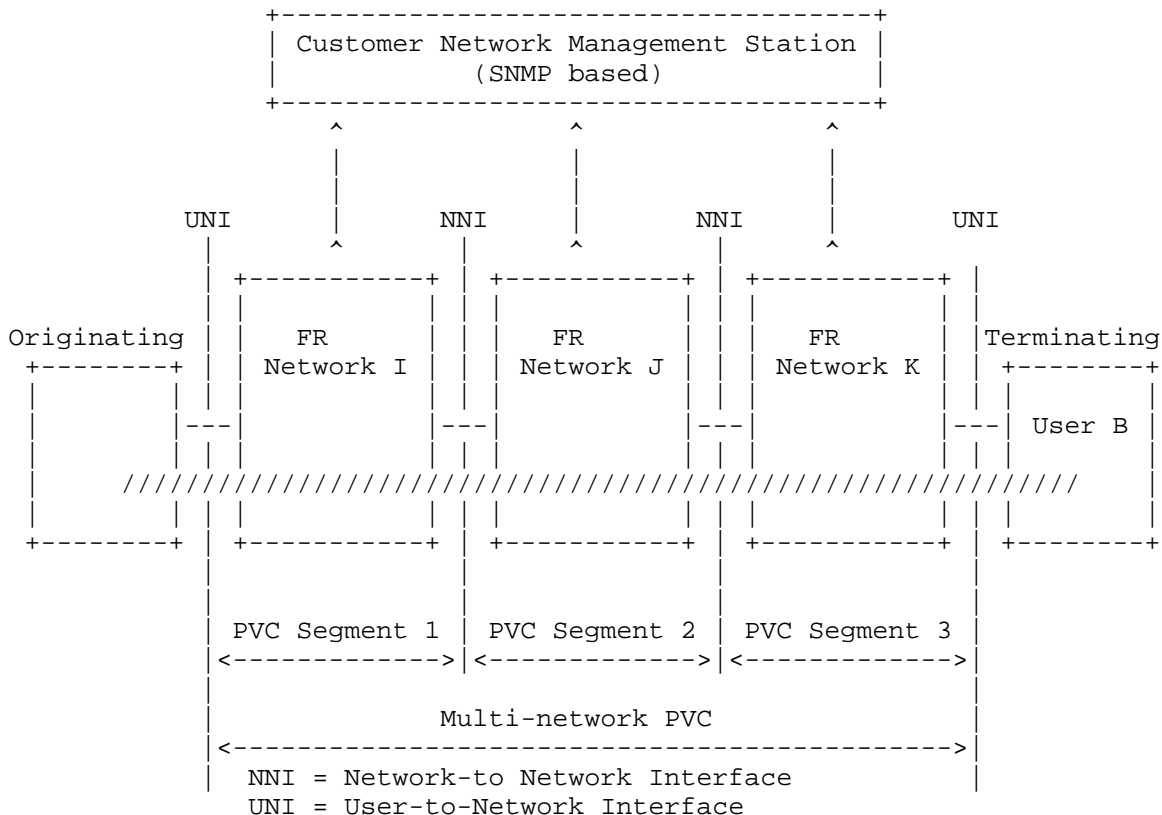 Customer Network Management Station
(SNMP based)
UNI NNI NNI UNI
Originating FR FR FR Terminating
Network I Network J Network K
User B
PVC Segment 1 PVC Segment 2 PVC Segment 3
Multi-network PVC
NNI = Network-to Network Interface
UNI = User-to-Network Interface